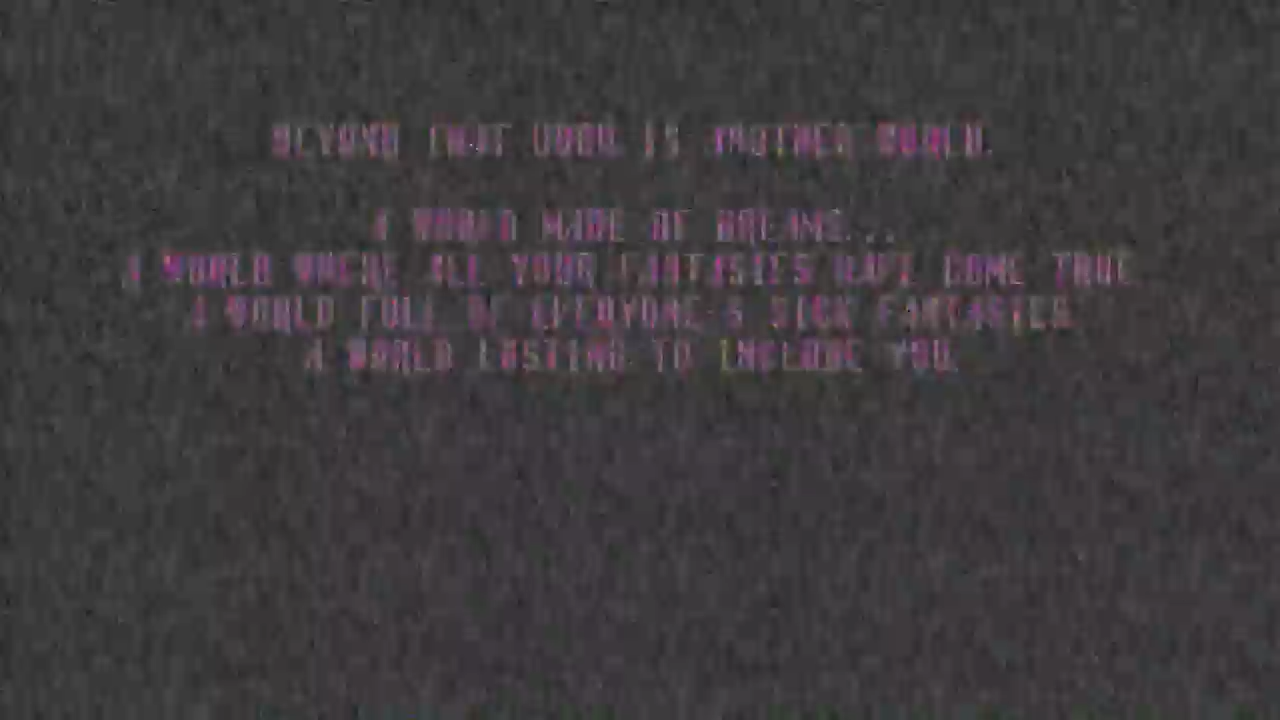 BEYOND THAT DOOR IS ANOTHER WORLD.
A WORLD MADE OF DREAMS...
A WORLD WHERE ALL YOUR FANTASIES HAVE COME TRUE
A WORLD FULL OF EVERYONE'S SICK FANTASIES
A WORLD TO INCLUDE YOU.